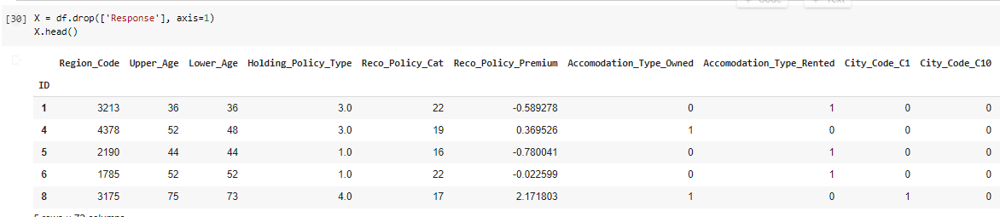 + Code + Text
[30] X = df.drop(['Response'], axis=1)
X.head()
Region_Code Upper_Age Lower_Age Holding_Policy_Type Reco_Policy_Cat Reco_Policy_Premium Accomodation_Type_Owned Accomodation_Type_Rented City_Code_C1 City_Code_C10
ID
1 3213 36 36 3.0 22 -0.589278 0 1 0 0
4 4378 52 48 3.0 19 0.369526 1 0 0 0
5 2190 44 44 1.0 16 -0.780041 0 1 0 0
6 1785 52 52 1.0 22 -0.022599 0 1 0 0
8 3175 75 73 4.0 17 2.171803 1 0 1 0
5 rows × 72 columns